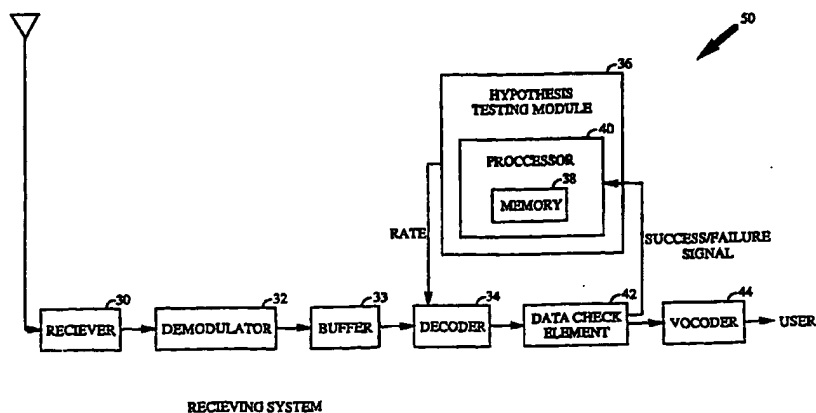 50
36
HYPOTHESIS
TESTING MODULE
40
PROCCESSOR
38
MEMORY
RATE
SUCCESS/FAILURE
SIGNAL
30
RECIEVER
32
DEMODULATOR
33
BUFFER
34
DECODER
42
DATA CHECK
ELEMENT
44
VOCODER
USER
RECIEVING SYSTEM